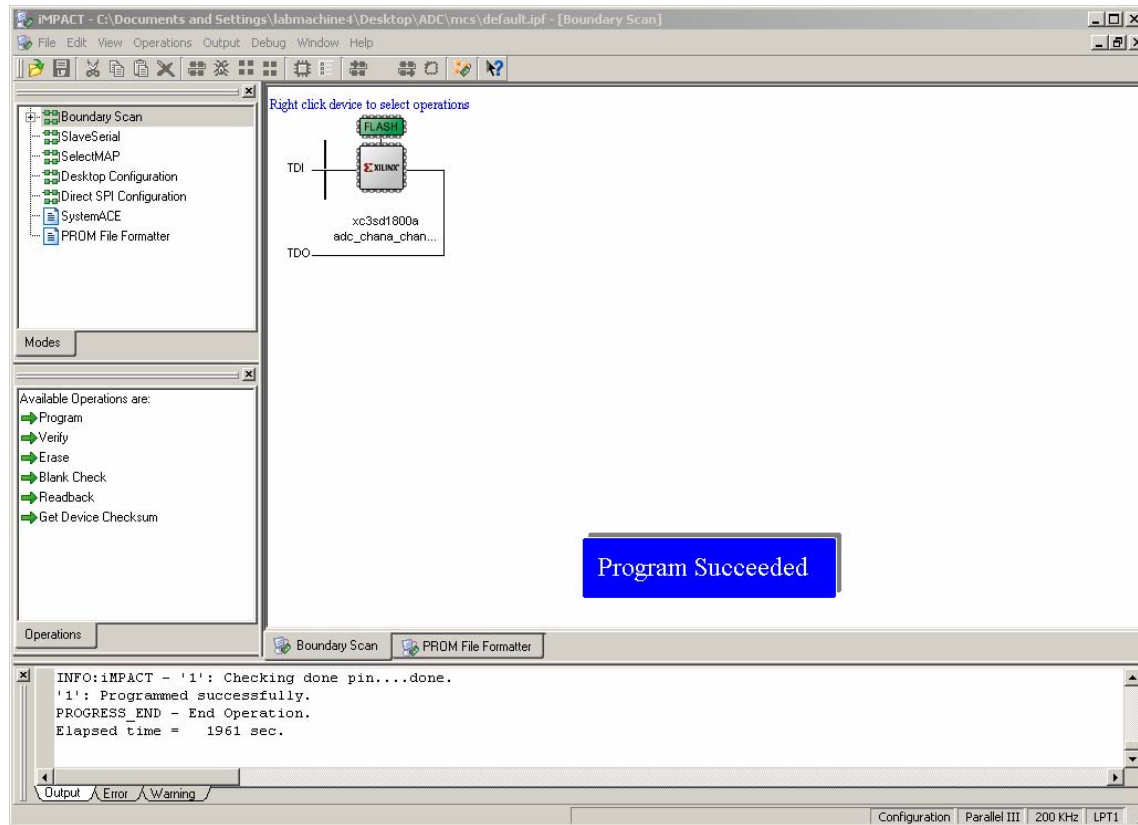 iMPACT - C:\Documents and Settings\labmachine4\Desktop\ADC\mcs\default.ipf - [Boundary Scan]
File Edit View Operations Output Debug Window Help
Boundary Scan
SlaveSerial
SelectMAP
Desktop Configuration
Direct SPI Configuration
SystemACE
PROM File Formatter
Modes
Available Operations are:
Program
Verify
Erase
Blank Check
Readback
Get Device Checksum
Operations
Right click device to select operations
FLASH
TDI
XILINX
xc3sd1800a
adc_chana_chan...
TDO
Program Succeeded
Boundary Scan PROM File Formatter
INFO:iMPACT - '1': Checking done pin....done.
'1': Programmed successfully.
PROGRESS_END - End Operation.
Elapsed time = 1961 sec.
Output Error Warning
Configuration Parallel III 200 KHz LPT1